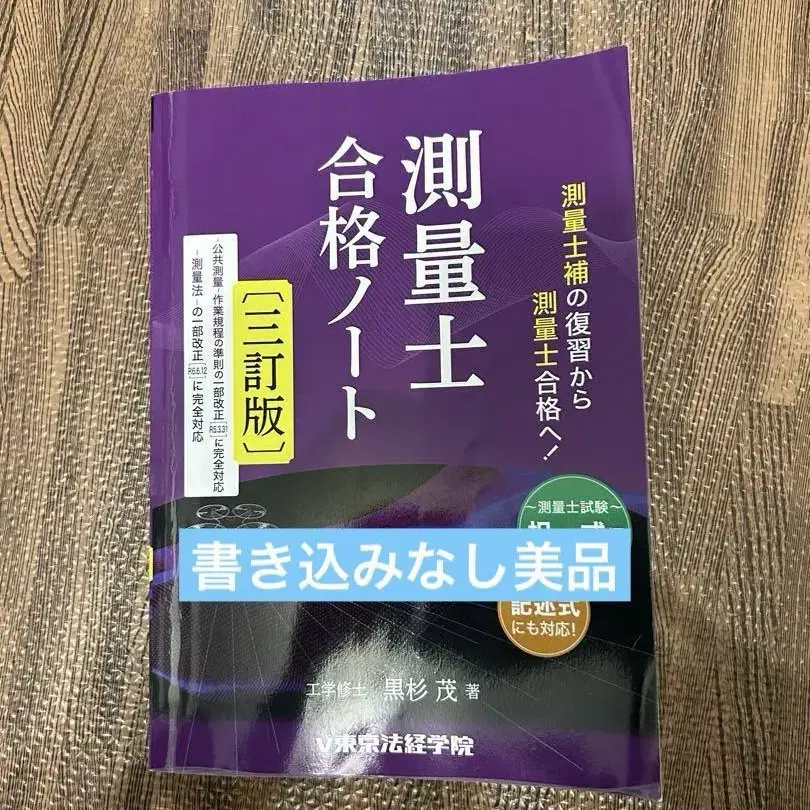 測量士補の復習から
測量士合格へ!
測量士
合格ノート
[三訂版]
-公共測量-作業規程の準則の一部改正[R5.3.31]に完全対応
-測量法-の一部改正[R6.6.12]に完全対応
~測量士試験~
書き込みなし美品
記述式
にも対応!
工学修士 黒杉 茂 著
V東京法経学院